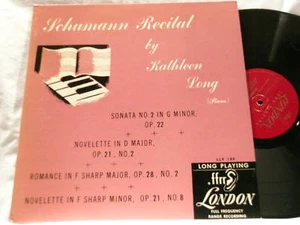 Schumann Recital
by
Kathleen
Long
(Piano)
SONATA NO.2 IN G MINOR,
OP. 22
+ + +
NOVELETTE IN D MAJOR,
OP. 21, NO. 2
+ + +
ROMANCE IN F SHARP MAJOR, OP. 28, NO. 2
+ + +
NOVELETTE IN F SHARP MINOR, OP. 21, NO. 8
LONG PLAYING
ffrr
LONDON
FULL FREQUENCY
RANGE RECORDING
LONDON